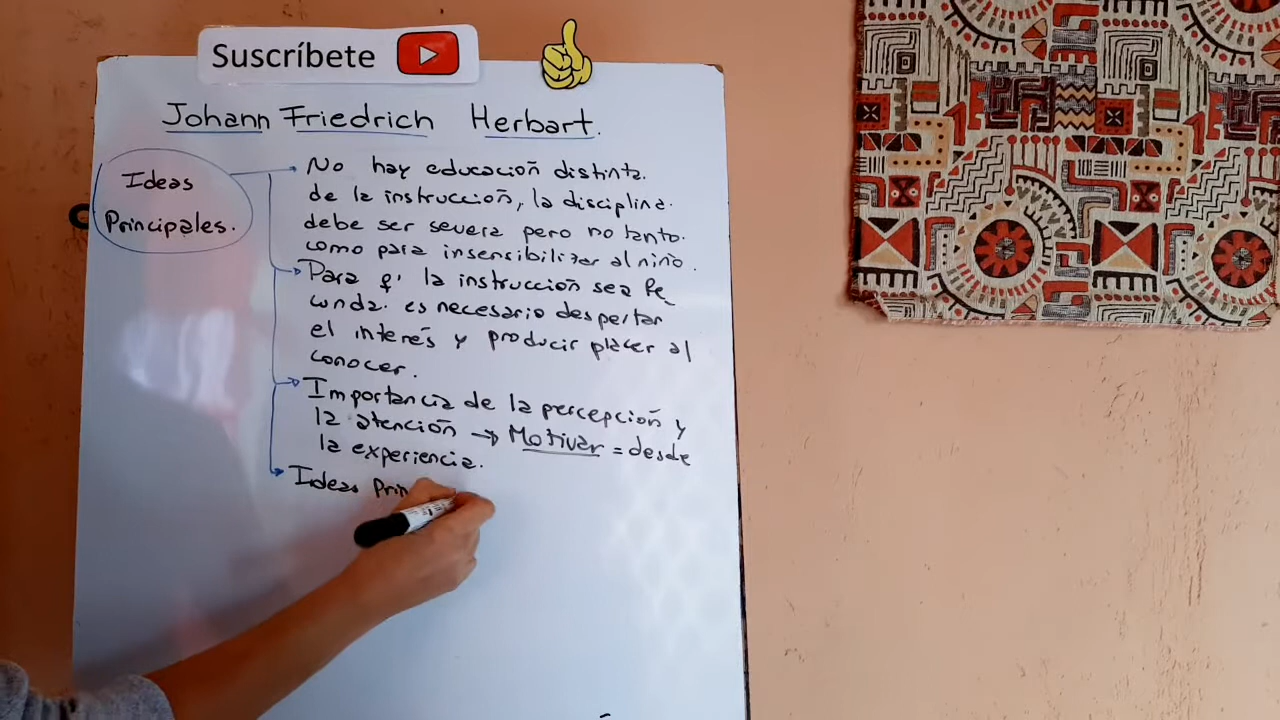 Suscríbete
Johann Friedrich Herbart.
Ideas
Principales.
No hay educación distinta.
de la instrucción, la disciplina.
debe ser severa pero no tanto.
como para insensibilizar al niño.
Para q' la instrucción sea fe
cunda. es necesario despertar
el interés y producir placer al
conocer.
Importancia de la percepción y
la atención → Motivar = desde
la experiencia.
Ideas Prin